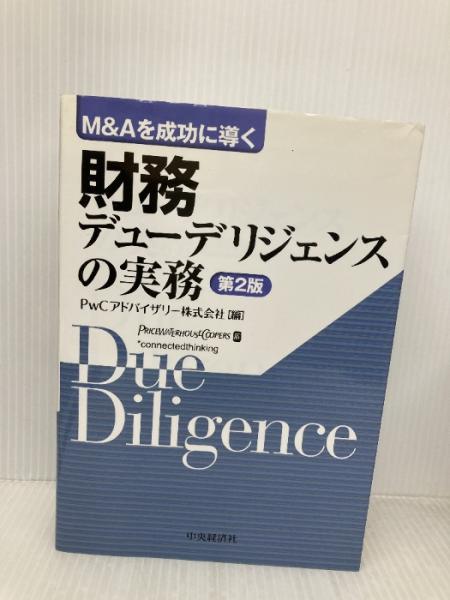 M&Aを成功に導く
財務
デューデリジェンス
の実務 第2版
PwCアドバイザリー株式会社[編]
PRICEWATERHOUSECOOPERS
*connectedthinking
Due
Diligence
中央経済社